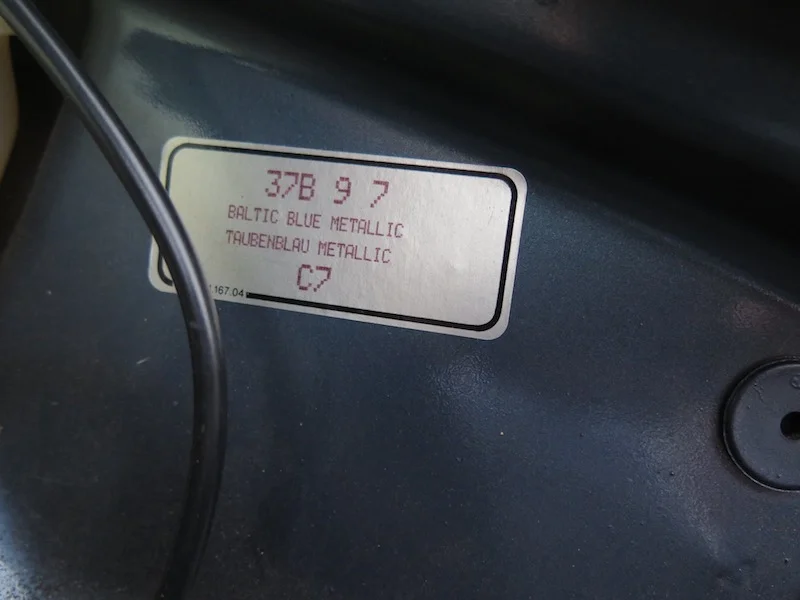 37B 9 7
BALTIC BLUE METALLIC
TAUBENBLAU METALLIC
C7
167.04